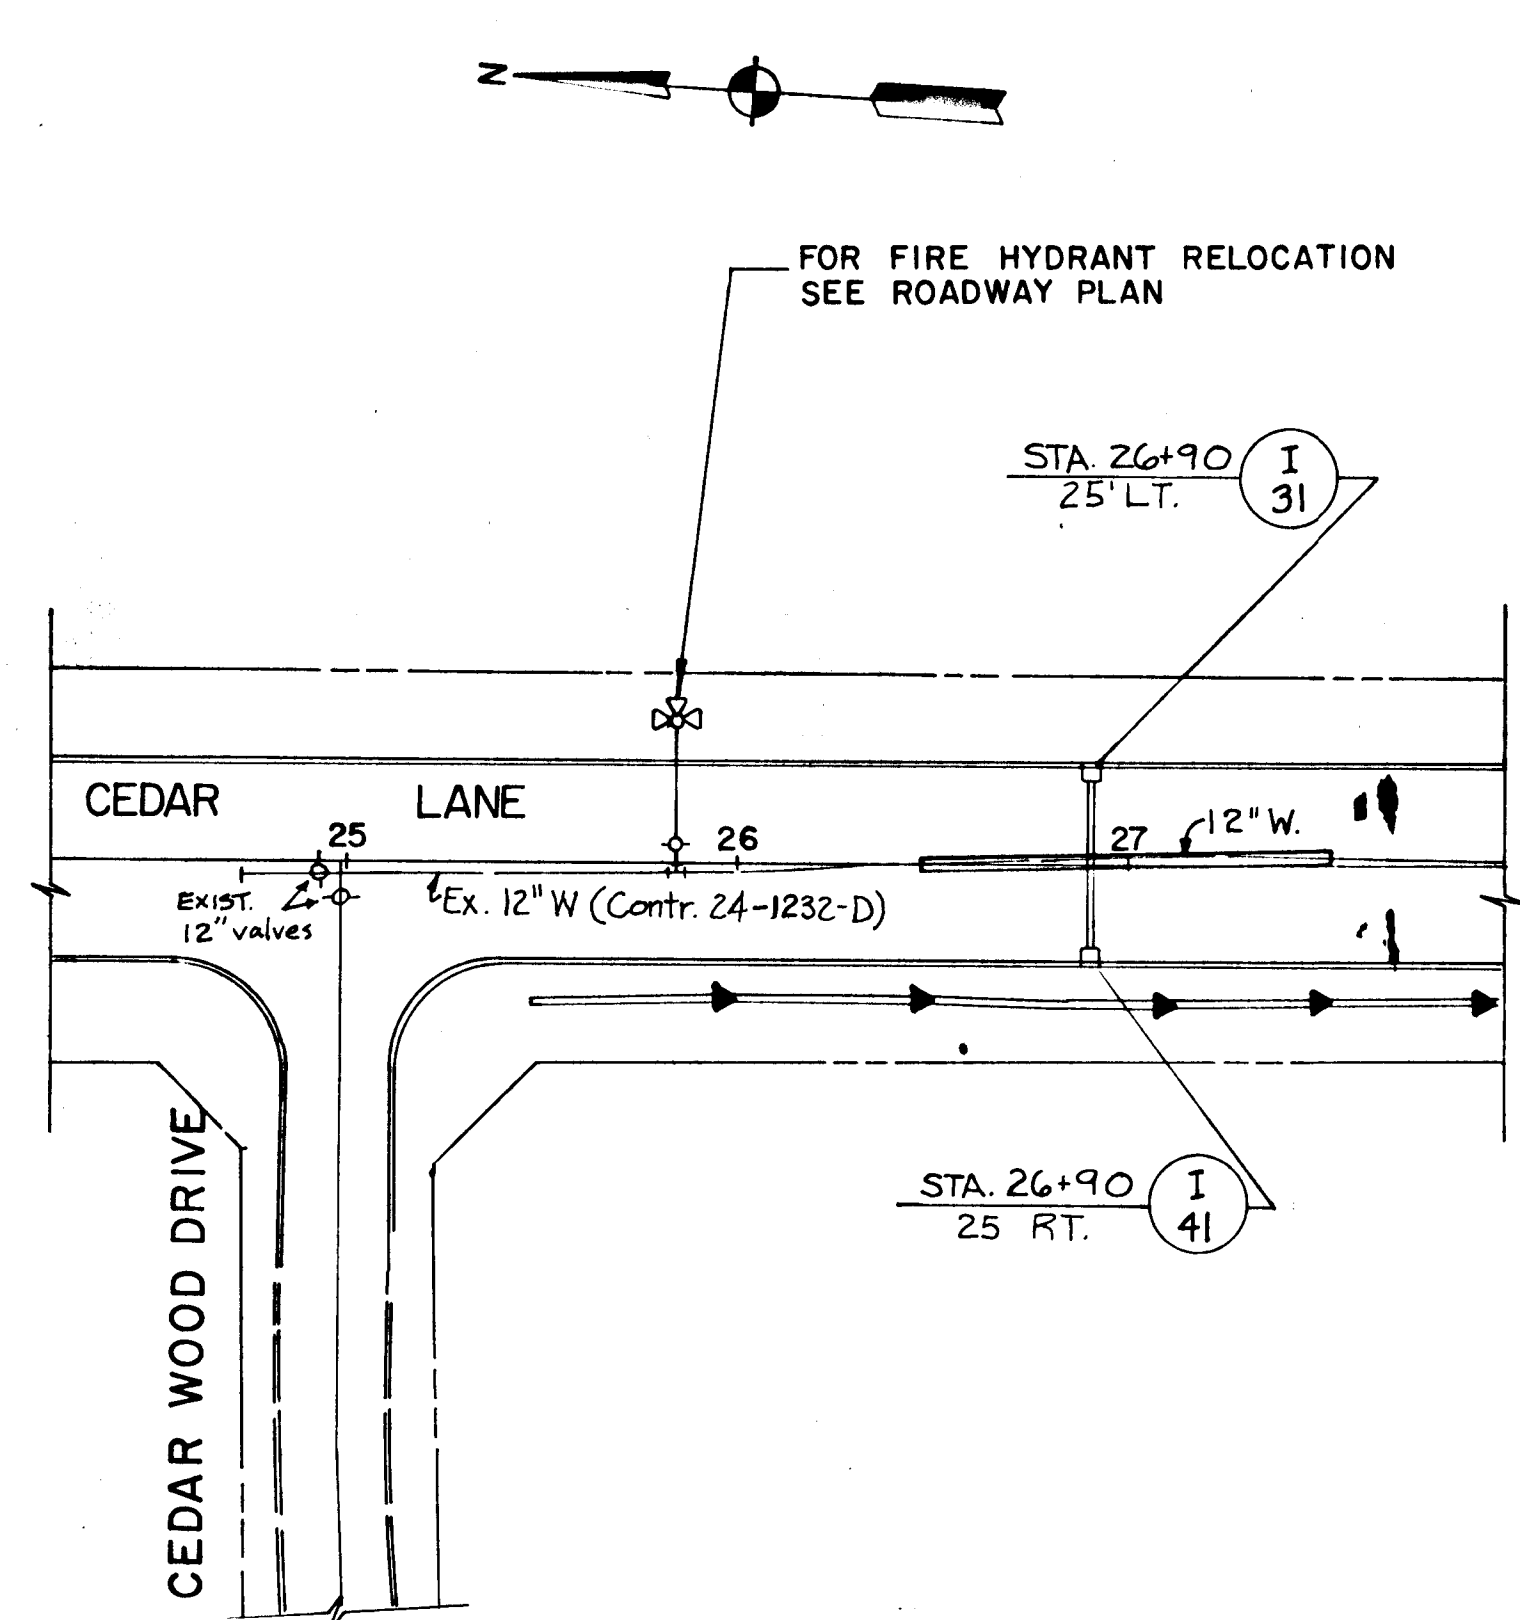 N
FOR FIRE HYDRANT RELOCATION
SEE ROADWAY PLAN
STA. 26+90
25' LT.
I
31
CEDAR LANE
25
26
27
12" W.
EXIST.
12" valves
Ex. 12" W (Contr. 24-1232-D)
STA. 26+90
25 RT.
I
41
CEDAR WOOD DRIVE